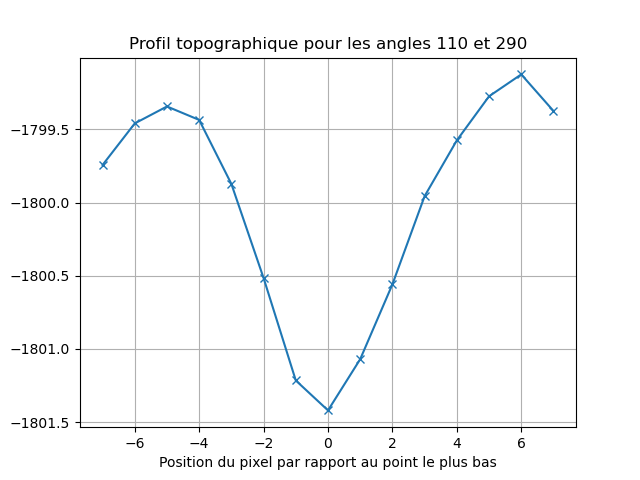 Profil topographique pour les angles 110 et 290
−1799.5
−1800.0
−1800.5
−1801.0
−1801.5
−6 −4 −2 0 2 4 6
Position du pixel par rapport au point le plus bas